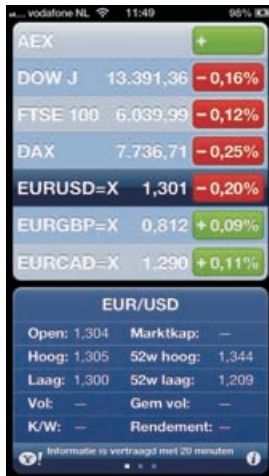 vodafone NL 11:49 98%
AEX +
DOW J 13.391,36 − 0,16%
FTSE 100 6.039,99 − 0,12%
DAX 7.736,71 − 0,25%
EURUSD=X 1,301 − 0,20%
EURGBP=X 0,812 + 0,09%
EURCAD=X 1,290 + 0,11%
EUR/USD
Open: 1,304 Marktkap: —
Hoog: 1,305 52w hoog: 1,344
Laag: 1,300 52w laag: 1,209
Vol: — Gem vol: —
K/W: — Rendement: —
Y! Informatie is vertraagd met 20 minuten i